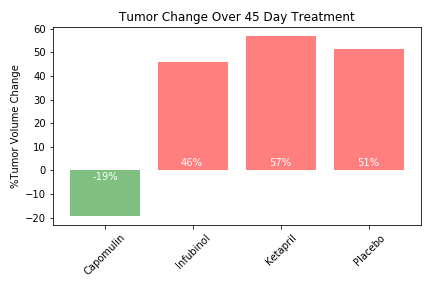 Tumor Change Over 45 Day Treatment
%Tumor Volume Change
60
50
40
30
20
10
0
−10
−20
-19%
46%
57%
51%
Capomulin
Infubinol
Ketapril
Placebo